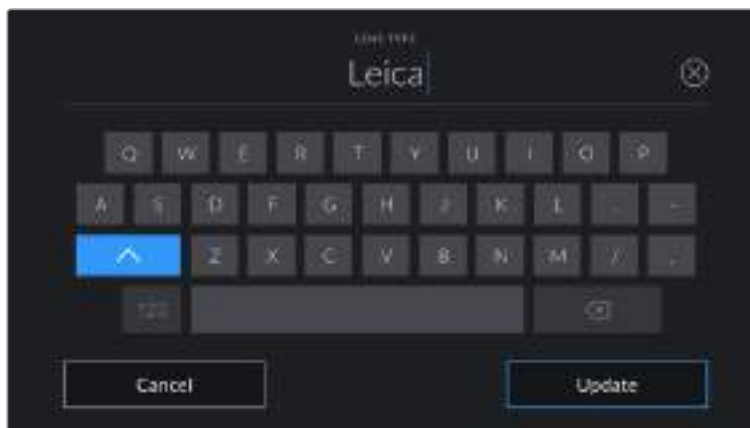 LENS TYPE
Leica
Q W E R T Y U I O P
A S D F G H J K L . -
Z X C V B N M / ,
123
Cancel Update